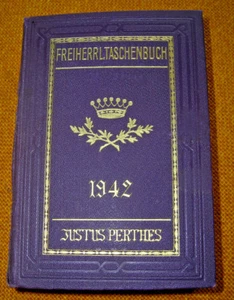 FREIHERRL.TASCHENBUCH
1942
JUSTUS PERTHES